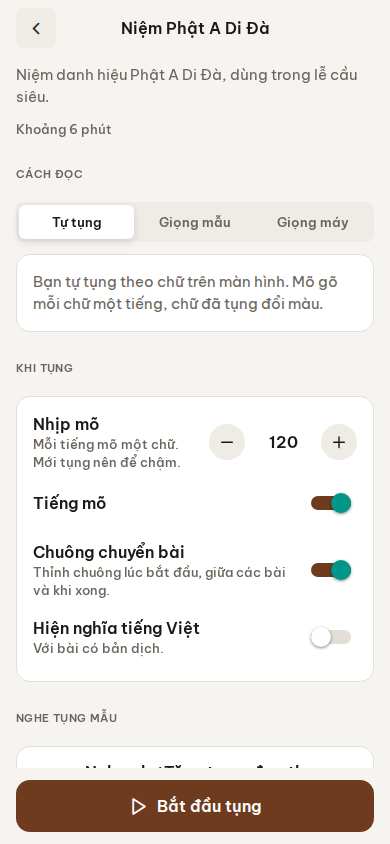 Niệm Phật A Di Đà
Niệm danh hiệu Phật A Di Đà, dùng trong lễ cầu
siêu.
Khoảng 6 phút
CÁCH ĐỌC
Tự tụng
Giọng mẫu
Giọng máy
Bạn tự tụng theo chữ trên màn hình. Mõ gõ
mỗi chữ một tiếng, chữ đã tụng đổi màu.
KHI TỤNG
Nhịp mõ
Mỗi tiếng mõ một chữ.
Mới tụng nên để chậm.
120
Tiếng mõ
Chuông chuyển bài
Thỉnh chuông lúc bắt đầu, giữa các bài
và khi xong.
Hiện nghĩa tiếng Việt
Với bài có bản dịch.
NGHE TỤNG MẪU
Bắt đầu tụng